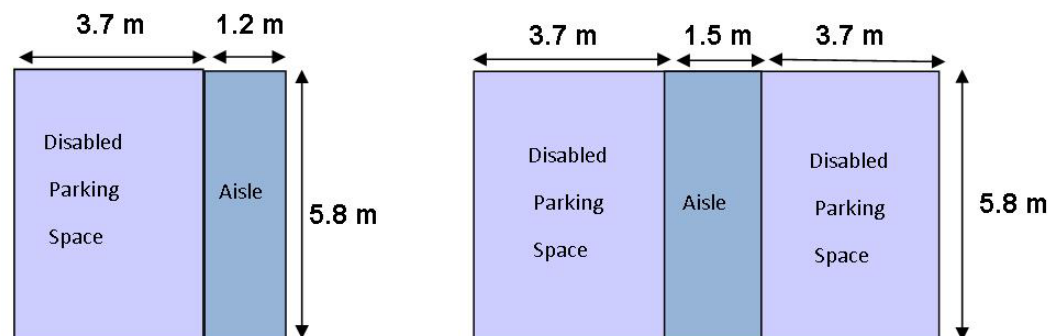 3.7 m 1.2 m
Disabled
Parking
Space
Aisle
5.8 m
3.7 m 1.5 m 3.7 m
Disabled
Parking
Space
Aisle
Disabled
Parking
Space
5.8 m